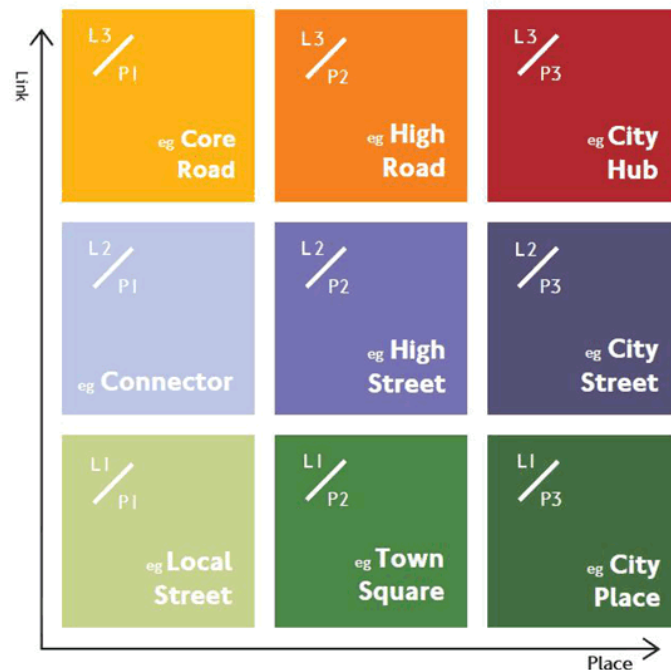 Link
L3
P1
eg Core
Road
L3
P2
eg High
Road
L3
P3
eg City
Hub
L2
P1
eg Connector
L2
P2
eg High
Street
L2
P3
eg City
Street
L1
P1
eg Local
Street
L1
P2
eg Town
Square
L1
P3
eg City
Place
Place